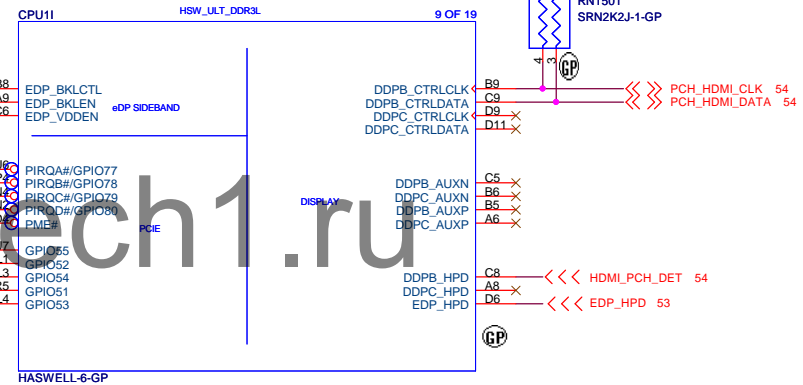 CPU1I HSW_ULT_DDR3L 9 OF 19
RN1501
SRN2K2J-1-GP
4 3 GP
EDP_BKLCTL DDPB_CTRLCLK B9 PCH_HDMI_CLK 54
EDP_BKLEN eDP SIDEBAND DDPB_CTRLDATA C9 PCH_HDMI_DATA 54
EDP_VDDEN DDPC_CTRLCLK D9
DDPC_CTRLDATA D11
PIRQA#/GPIO77 DDPB_AUXN C5
PIRQB#/GPIO78 DDPC_AUXN B6
PIRQC#/GPIO79 DISPLAY DDPB_AUXP B5
PIRQD#/GPIO80 DDPC_AUXP A6
PME# PCIE
ech1.ru
GPIO55
GPIO52
GPIO54 DDPB_HPD C8 HDMI_PCH_DET 54
GPIO51 DDPC_HPD A8
GPIO53 EDP_HPD D6 EDP_HPD 53
GP
HASWELL-6-GP